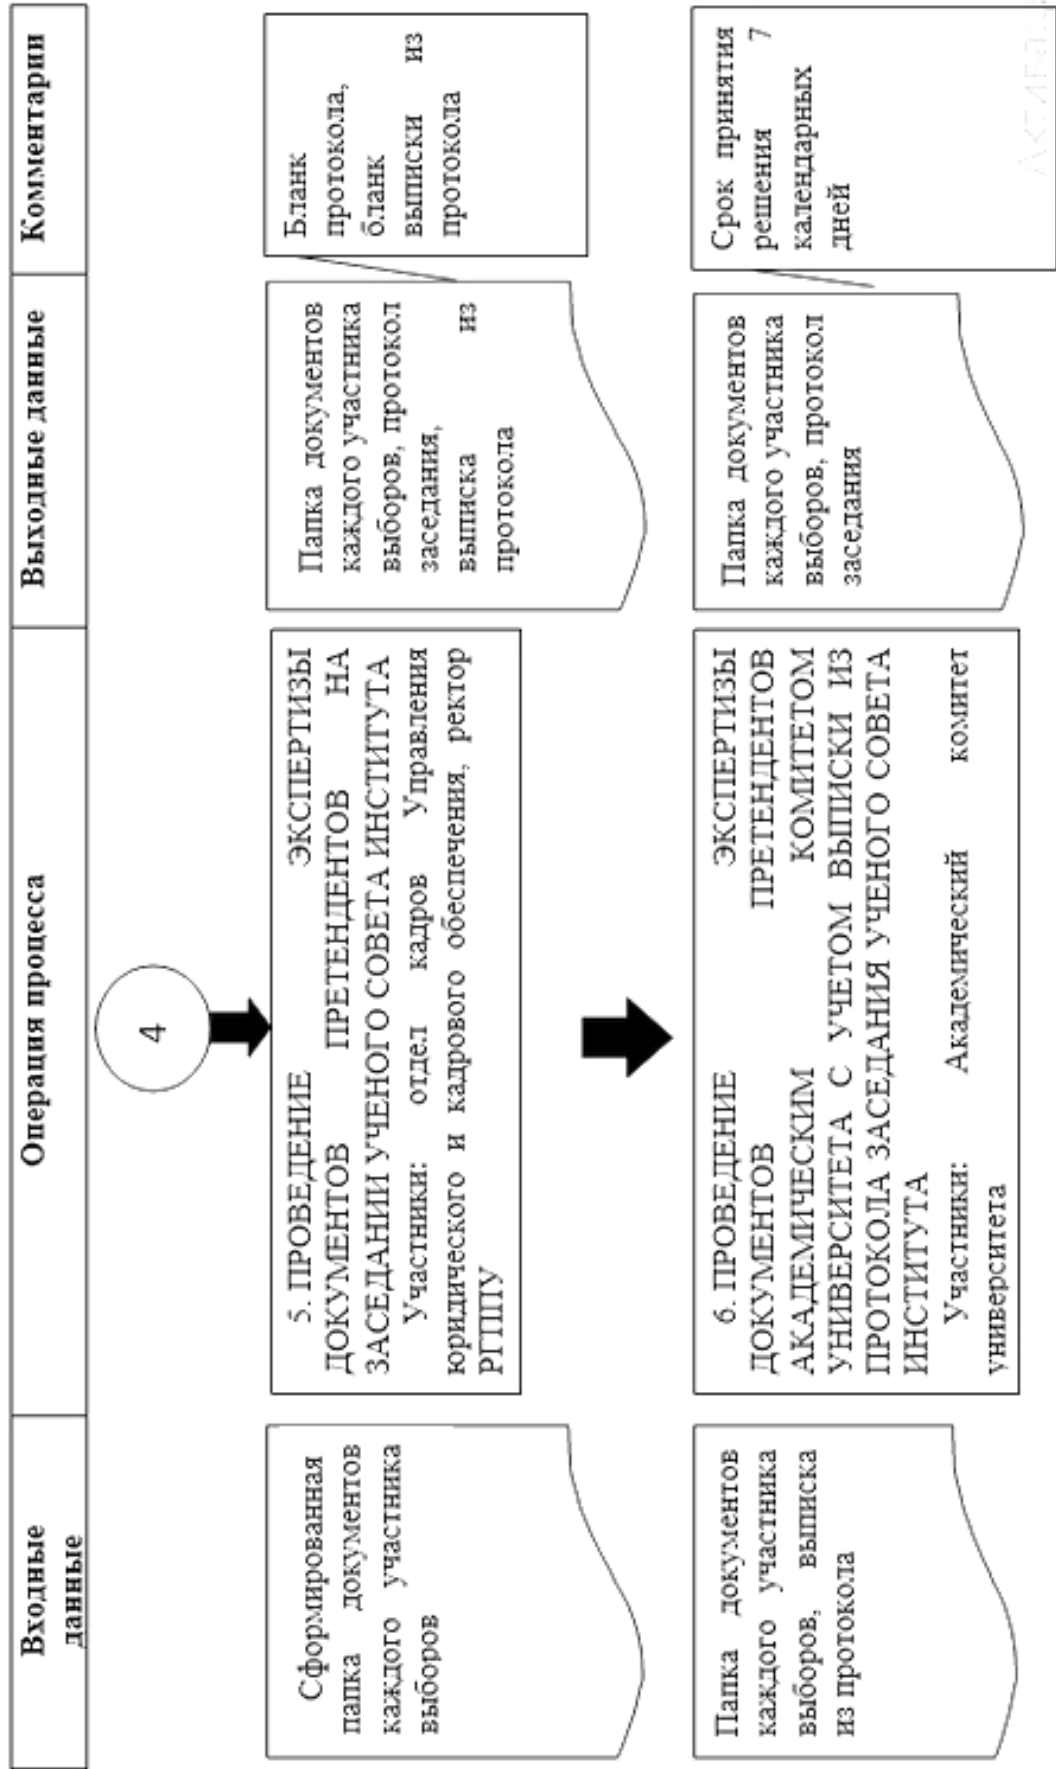 Входные
данные
Операция процесса
Выходные данные
Комментарии
4
Сформированная
папка документов
каждого участника
выборов
5. ПРОВЕДЕНИЕ ЭКСПЕРТИЗЫ
ДОКУМЕНТОВ ПРЕТЕНДЕНТОВ НА
ЗАСЕДАНИИ УЧЕНОГО СОВЕТА ИНСТИТУТА
Участники: отдел кадров Управления
юридического и кадрового обеспечения, ректор
РГППУ
Папка документов
каждого участника
выборов, протокол
заседания,
выписка из
протокола
Бланк
протокола,
бланк
выписки из
протокола
Папка документов
каждого участника
выборов, выписка
из протокола
6. ПРОВЕДЕНИЕ ЭКСПЕРТИЗЫ
ДОКУМЕНТОВ ПРЕТЕНДЕНТОВ
АКАДЕМИЧЕСКИМ КОМИТЕТОМ
УНИВЕРСИТЕТА С УЧЕТОМ ВЫПИСКИ ИЗ
ПРОТОКОЛА ЗАСЕДАНИЯ УЧЕНОГО СОВЕТА
ИНСТИТУТА
Участники: Академический комитет
университета
Папка документов
каждого участника
выборов, протокол
заседания
Срок принятия
решения 7
календарных
дней